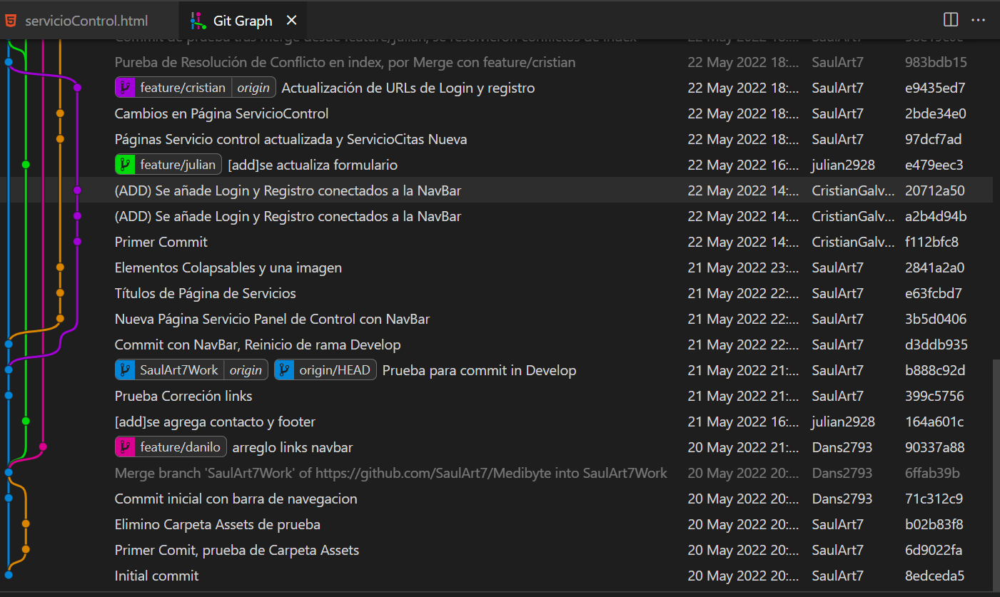 servicioControl.html Git Graph
Commit de prueba tras merge desde feature/julian, se resolvieron conflictos de index 22 May 2022 18:... SaulArt7
Pureba de Resolución de Conflicto en index, por Merge con feature/cristian 22 May 2022 18:... SaulArt7 983bdb15
feature/cristian origin Actualización de URLs de Login y registro 22 May 2022 18:... SaulArt7 e9435ed7
Cambios en Página ServicioControl 22 May 2022 18:... SaulArt7 2bde34e0
Páginas Servicio control actualizada y ServicioCitas Nueva 22 May 2022 18:... SaulArt7 97dcf7ad
feature/julian [add]se actualiza formulario 22 May 2022 16:... julian2928 e479eec3
(ADD) Se añade Login y Registro conectados a la NavBar 22 May 2022 14:... CristianGalv... 20712a50
(ADD) Se añade Login y Registro conectados a la NavBar 22 May 2022 14:... CristianGalv... a2b4d94b
Primer Commit 22 May 2022 14:... CristianGalv... f112bfc8
Elementos Colapsables y una imagen 21 May 2022 23:... SaulArt7 2841a2a0
Títulos de Página de Servicios 21 May 2022 22:... SaulArt7 e63fcbd7
Nueva Página Servicio Panel de Control con NavBar 21 May 2022 22:... SaulArt7 3b5d0406
Commit con NavBar, Reinicio de rama Develop 21 May 2022 22:... SaulArt7 d3ddb935
SaulArt7Work origin origin/HEAD Prueba para commit in Develop 21 May 2022 21:... SaulArt7 b888c92d
Prueba Correción links 21 May 2022 21:... SaulArt7 399c5756
[add]se agrega contacto y footer 21 May 2022 16:... julian2928 164a601c
feature/danilo arreglo links navbar 20 May 2022 21:... Dans2793 90337a88
Merge branch 'SaulArt7Work' of https://github.com/SaulArt7/Medibyte into SaulArt7Work 20 May 2022 20:... Dans2793 6ffab39b
Commit inicial con barra de navegacion 20 May 2022 20:... Dans2793 71c312c9
Elimino Carpeta Assets de prueba 20 May 2022 20:... SaulArt7 b02b83f8
Primer Comit, prueba de Carpeta Assets 20 May 2022 20:... SaulArt7 6d9022fa
Initial commit 20 May 2022 20:... SaulArt7 8edceda5